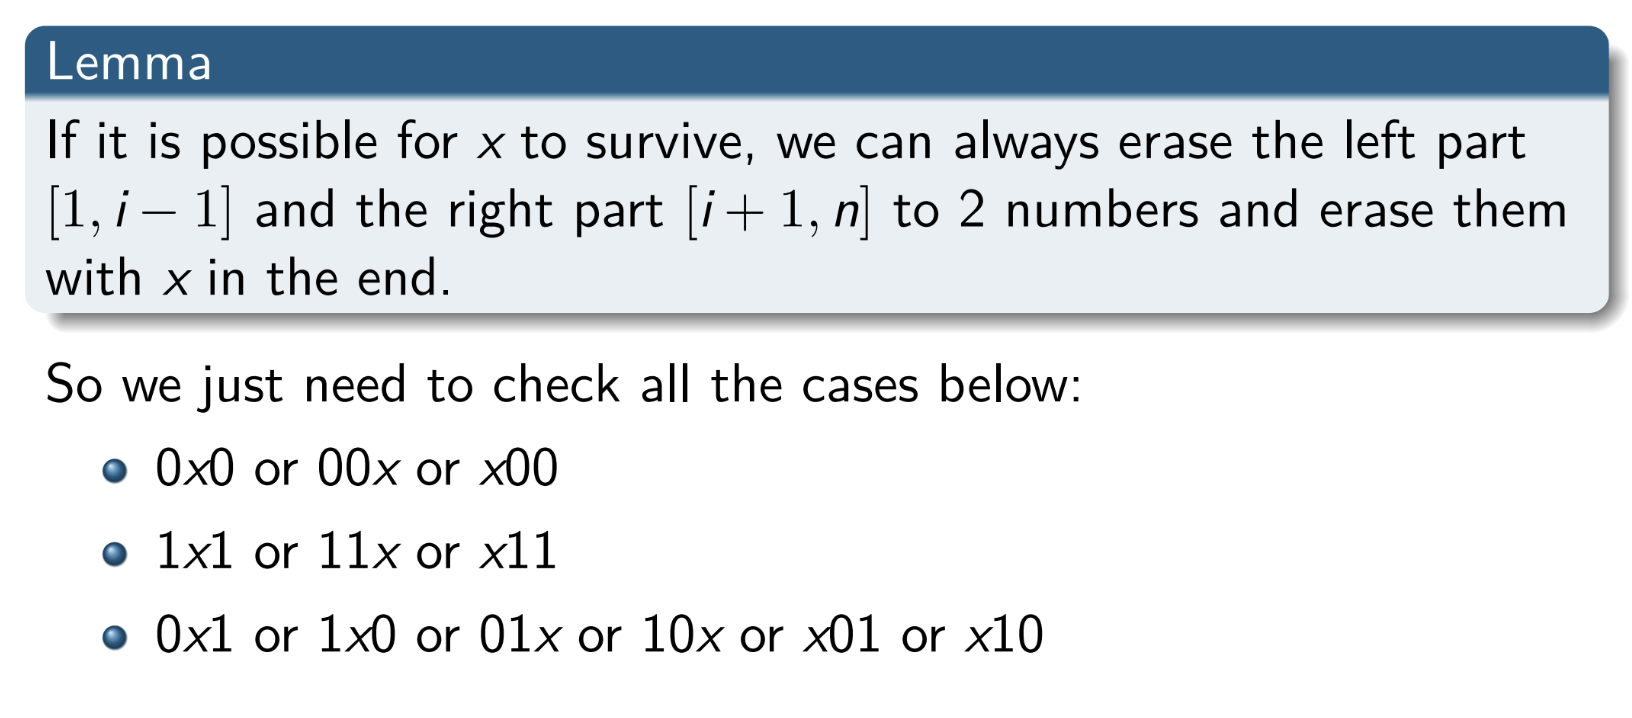 Lemma
If it is possible for x to survive, we can always erase the left part
[1, i − 1] and the right part [i + 1, n] to 2 numbers and erase them
with x in the end.
So we just need to check all the cases below:
0x0 or 00x or x00
1x1 or 11x or x11
0x1 or 1x0 or 01x or 10x or x01 or x10